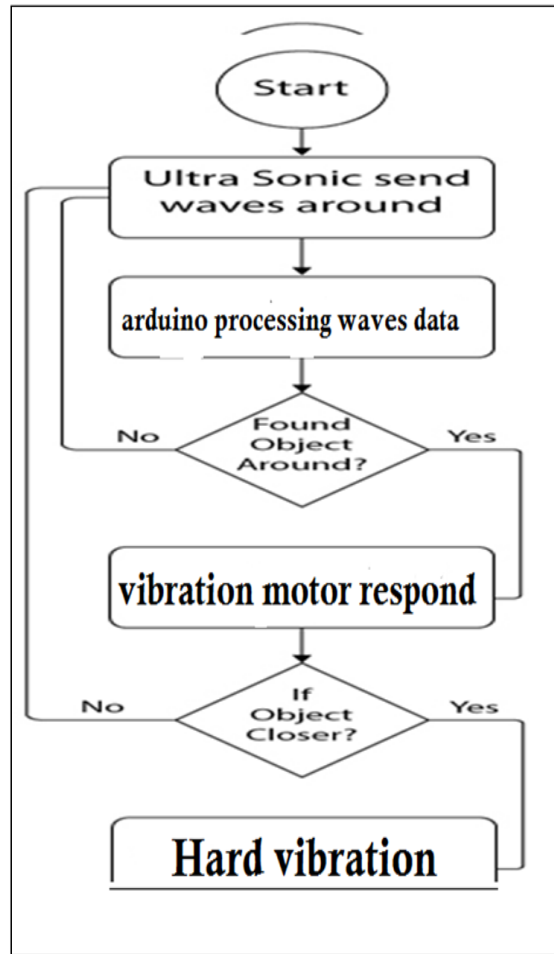 Start
Ultra Sonic send
waves around
arduino processing waves data
Found
Object
Around?
No
Yes
vibration motor respond
If
Object
Closer?
No
Yes
Hard vibration